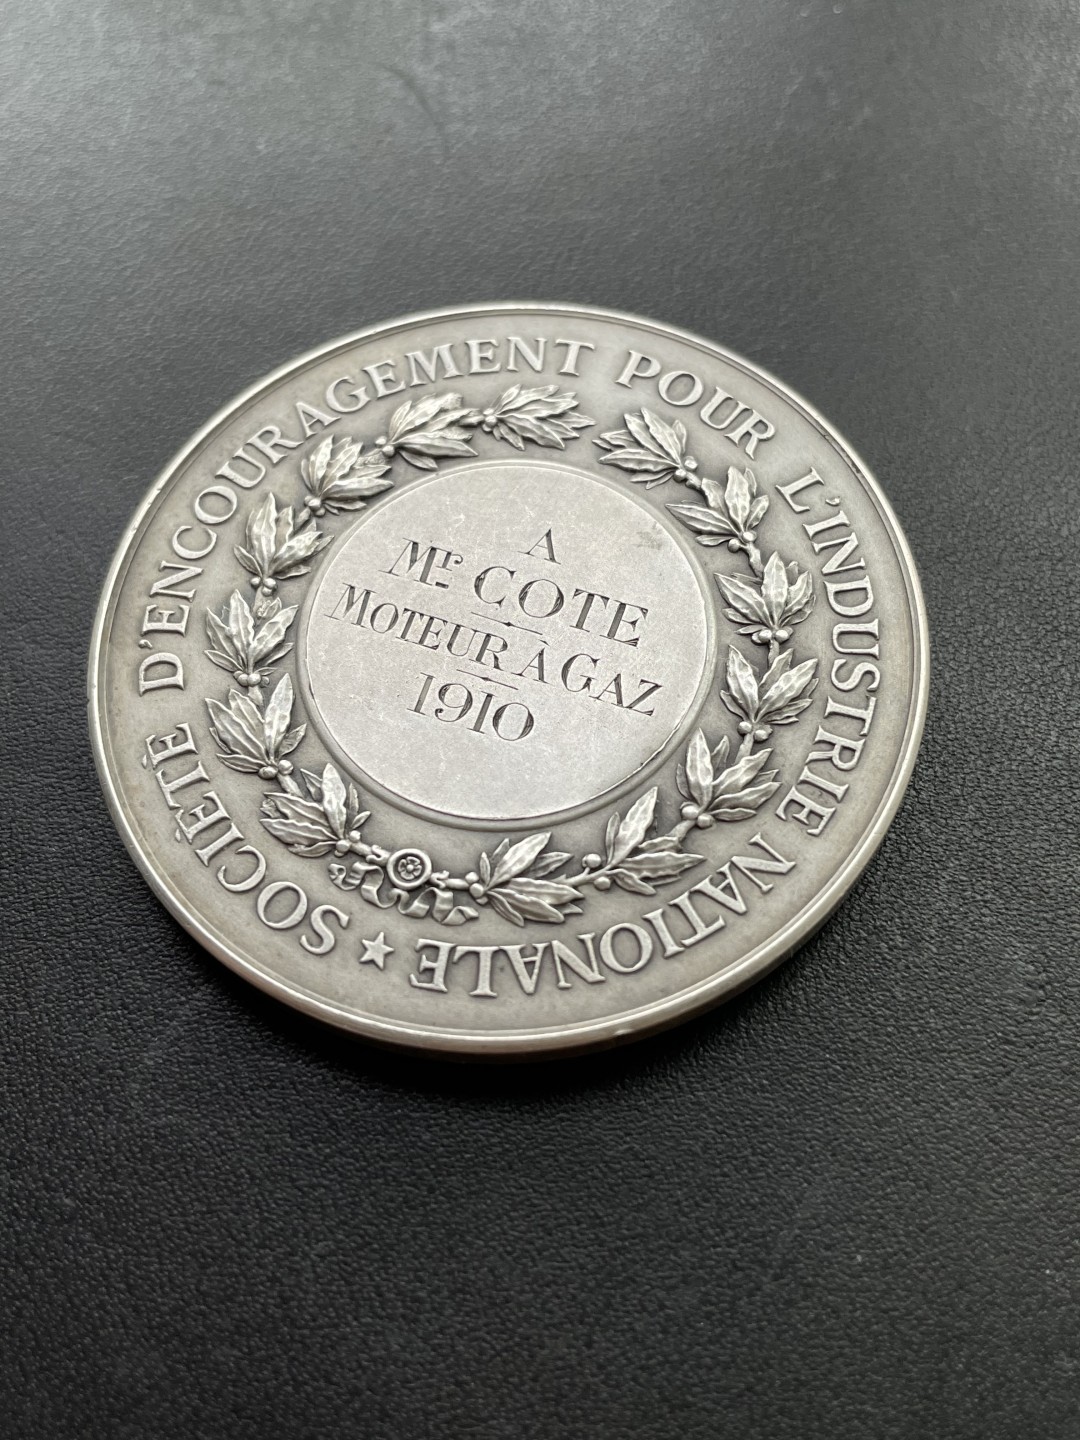 SOCIÉTÉ D'ENCOURAGEMENT POUR L'INDUSTRIE NATIONALE
A
Mr. COTE
MOTEUR A GAZ
1910